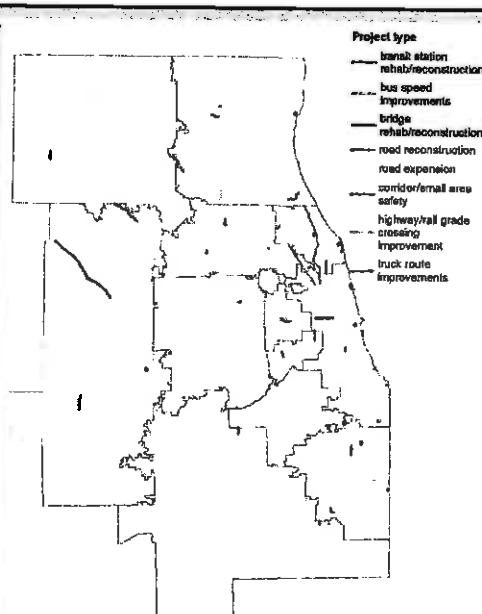 Project type
transit station
rehab/reconstruction
bus speed
improvements
bridge
rehab/reconstruction
road reconstruction
road expansion
corridor/small area
safety
highway/rail grade
crossing
improvement
truck route
improvements